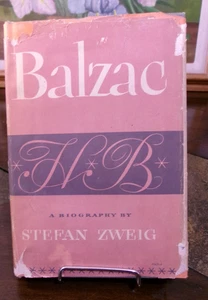 Balzac
H B
A BIOGRAPHY BY
STEFAN ZWEIG